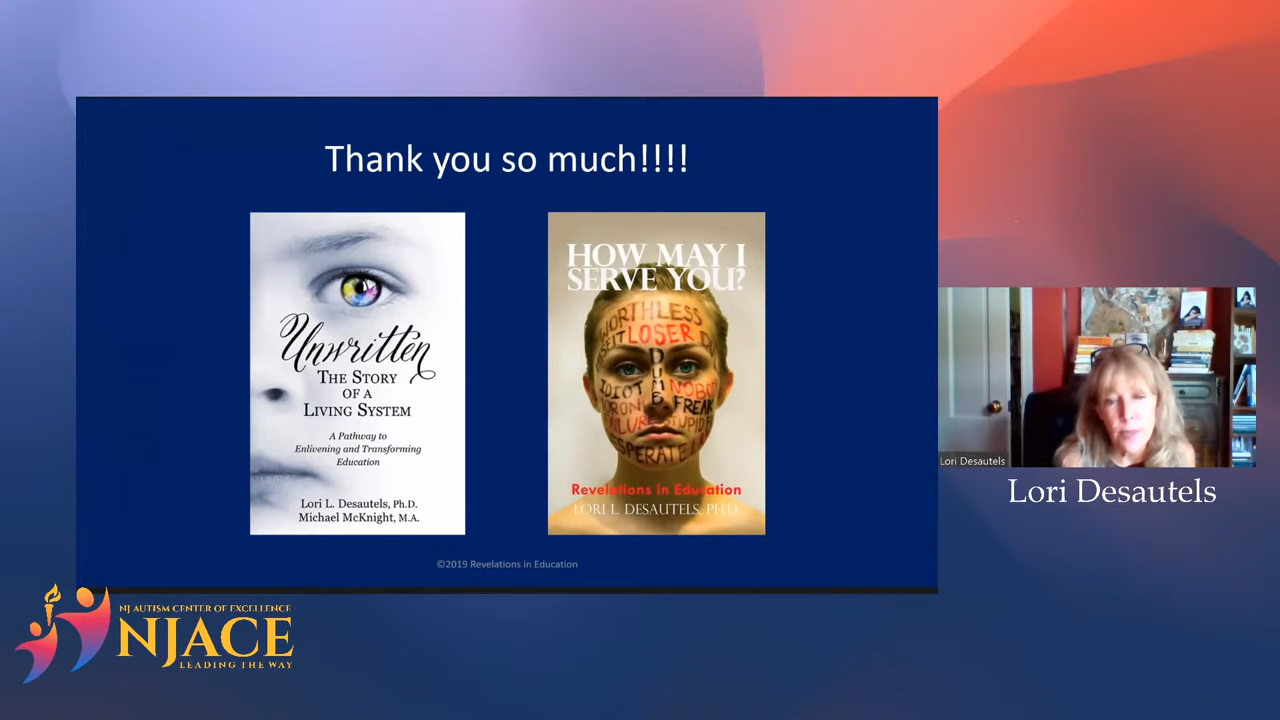 Thank you so much!!!!
Unwritten
THE STORY
OF A
LIVING SYSTEM
A Pathway to
Enlivening and Transforming
Education
LORI L. DESAUTELS, PH.D.
MICHAEL MCKNIGHT, M.A.
HOW MAY I
SERVE YOU?
WORTHLESS
LOSER
DUMB
IDIOT
FREAK
STUPID
Revelations in Education
LORI L. DESAUTELS, PH.D.
©2019 Revelations in Education
Lori Desautels
Lori Desautels
NJ AUTISM CENTER OF EXCELLENCE
NJACE
LEADING THE WAY